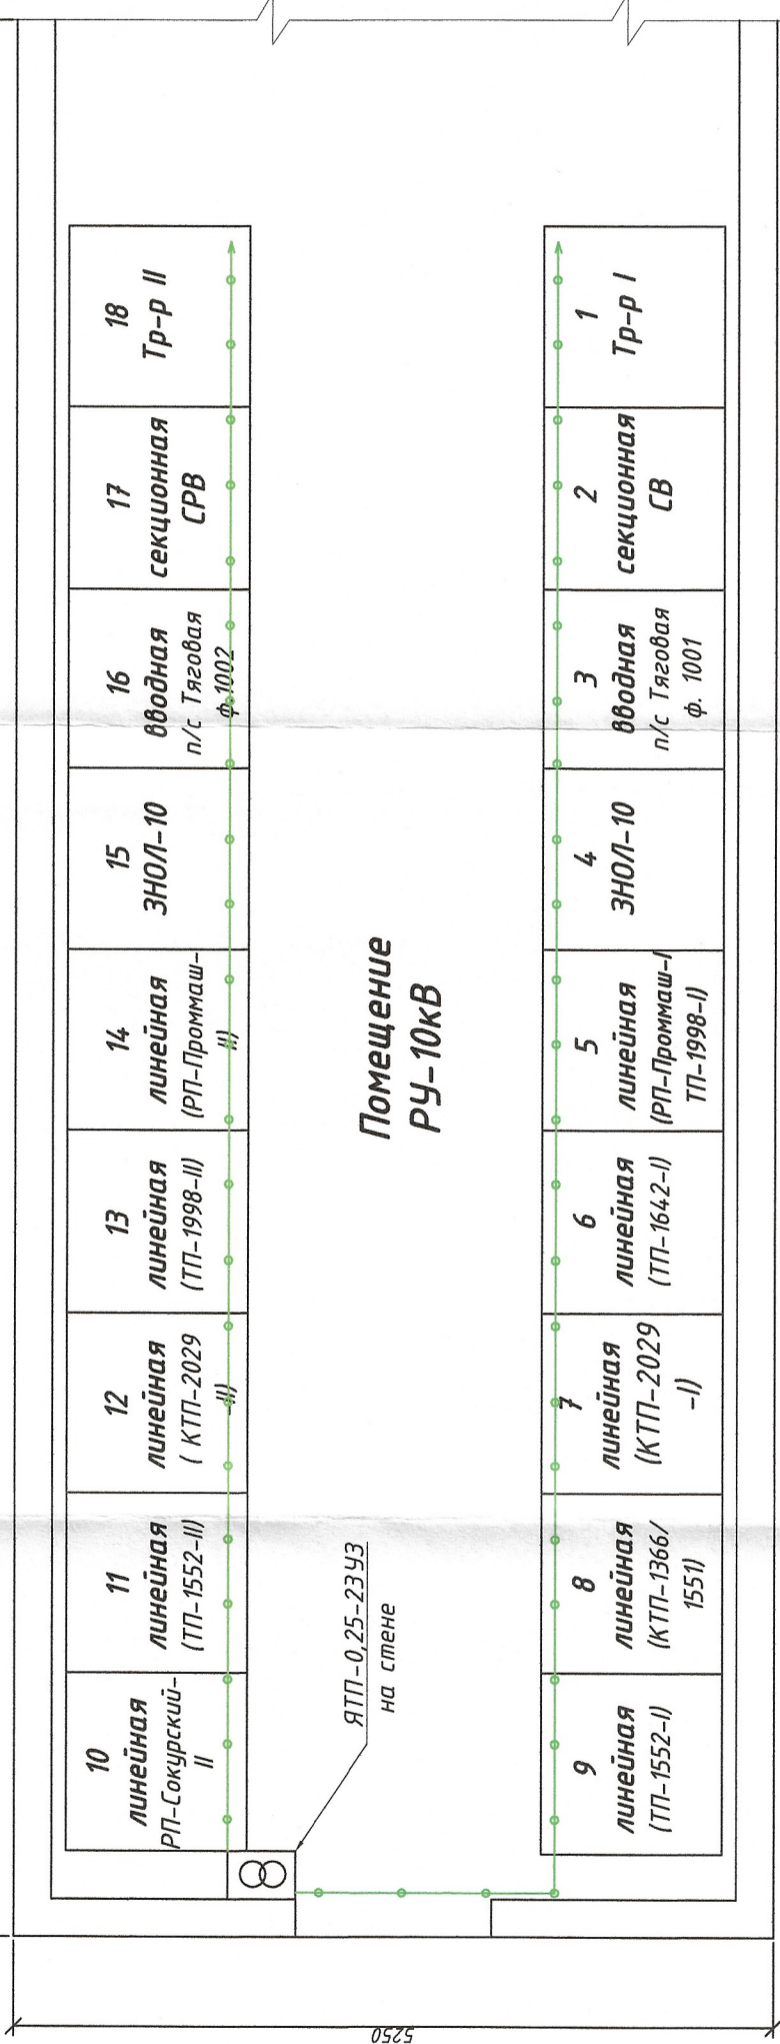 18
Тр-р II
17
секционная
СРВ
16
вводная
п/с Тяговая
ф.1002
15
ЗНОЛ-10
14
линейная
(РП-Проммаш-
II)
13
линейная
(ТП-1998-II)
12
линейная
( КТП-2029
-II)
11
линейная
(ТП-1552-II)
10
линейная
РП-Сокурский-
II
Помещение
РУ-10кВ
ЯТП-0,25-23У3
на стене
1
Тр-р I
2
секционная
СВ
3
вводная
п/с Тяговая
ф. 1001
4
ЗНОЛ-10
5
линейная
(РП-Проммаш-I
ТП-1998-I)
6
линейная
(ТП-1642-I)
7
линейная
(КТП-2029
-I)
8
линейная
(КТП-1366/
1551)
9
линейная
(ТП-1552-I)
5250